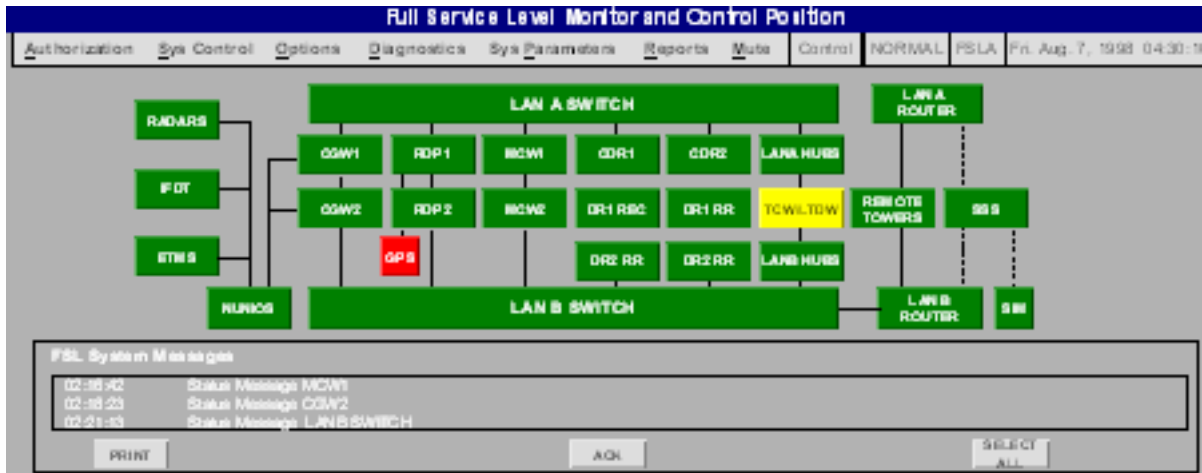 Full Service Level Monitor and Control Position
Authorization Sys Control Options Diagnostics Sys Parameters Reports Mute Control NORMAL FSLA Fri. Aug. 7, 1998 04:30:
LAN A SWITCH
LAN A ROUTER
RADARS
CGW1 RDP1 MCW1 CDR1 CDR2 LAN A HUBS
IFDT
CGW2 RDP2 MCW2 DR1 REC DR1 RR TCW/LTDW REMOTE TOWERS SSS
ETMS
GPS
DR2 RR DR2 RR LAN B HUBS
NUNIOS
LAN B SWITCH
LAN B ROUTER
SIM
FSL System Messages
02:16:42 Status Message MCW1
02:18:23 Status Message CGW2
02:21:13 Status Message LAN B SWITCH
PRINT ACK SELECT ALL